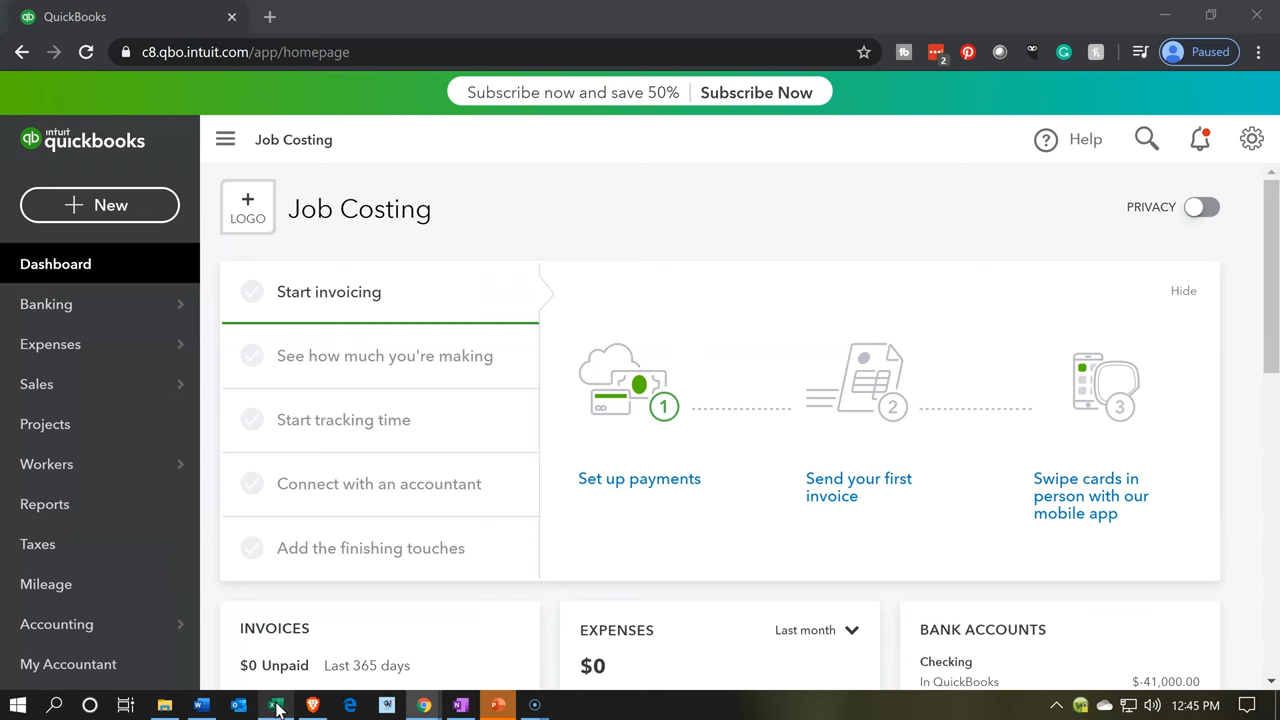 QuickBooks
c8.qbo.intuit.com/app/homepage
2
Paused
Subscribe now and save 50%
Subscribe Now
qb intuit quickbooks
Job Costing
? Help
+ New
+
LOGO
Job Costing
PRIVACY
Dashboard
Banking
Expenses
Sales
Projects
Workers
Reports
Taxes
Mileage
Accounting
My Accountant
Start invoicing
See how much you're making
Start tracking time
Connect with an accountant
Add the finishing touches
Hide
1
2
3
Set up payments
Send your first
invoice
Swipe cards in
person with our
mobile app
INVOICES
$0 Unpaid Last 365 days
EXPENSES
Last month
$0
BANK ACCOUNTS
Checking
In QuickBooks
$-41,000.00
12:45 PM